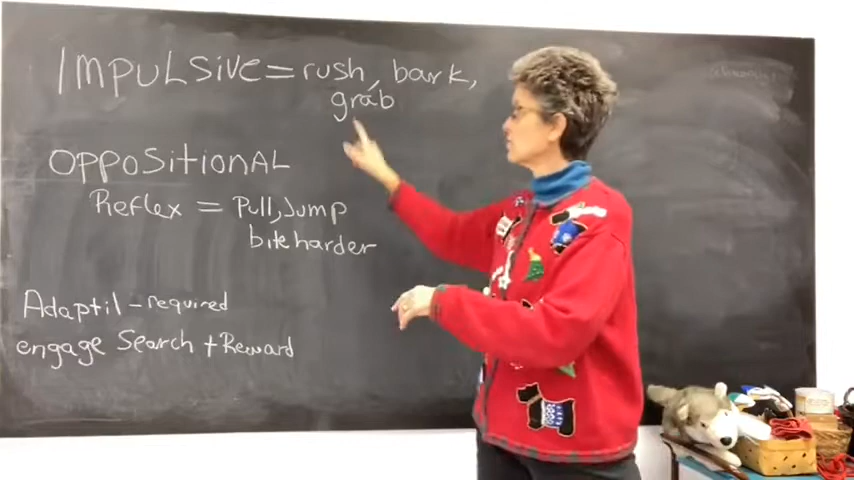 IMPULSIVE = rush, bark,
grab
OPPOSITIONAL
Reflex = Pull, Jump
bite harder
Adaptil - required
engage Search + Reward